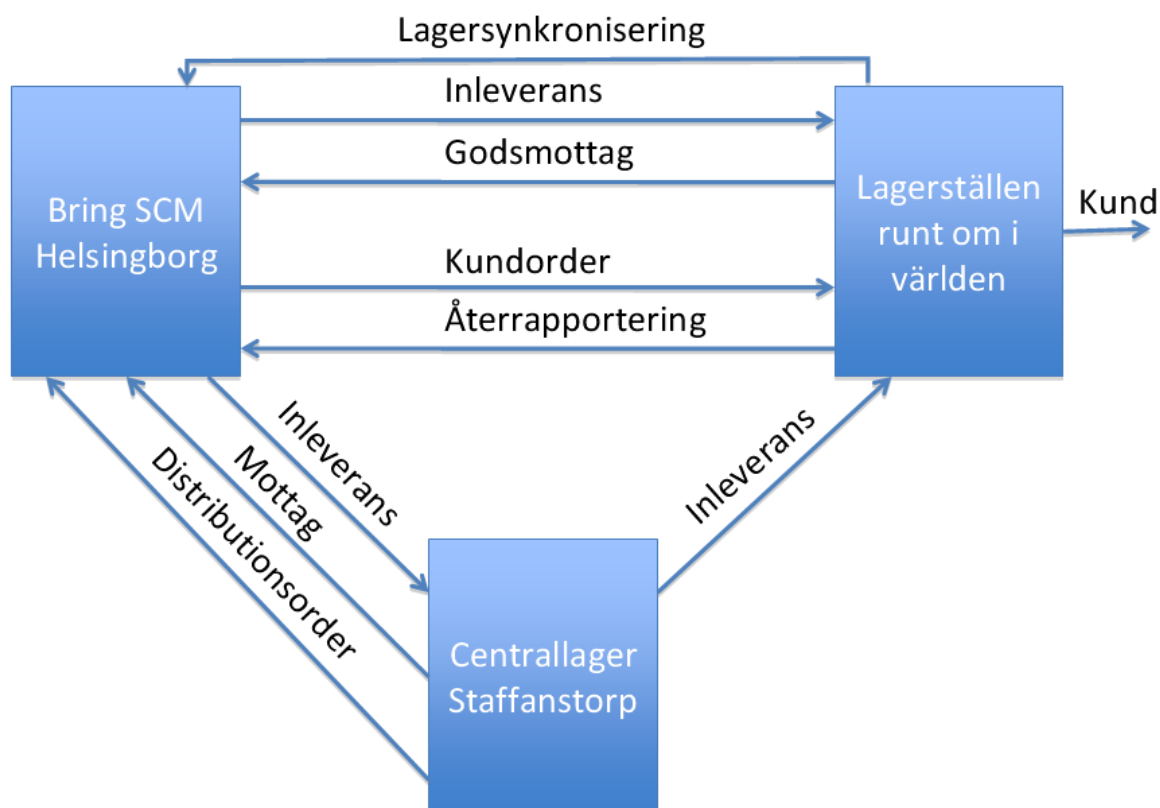 Lagersynkronisering
Inleverans
Godsmottag
Bring SCM
Helsingborg
Lagerställen
runt om i
världen
Kund
Kundorder
Återrapportering
Inleverans
Mottag
Distributionsorder
Inleverans
Centrallager
Staffanstorp